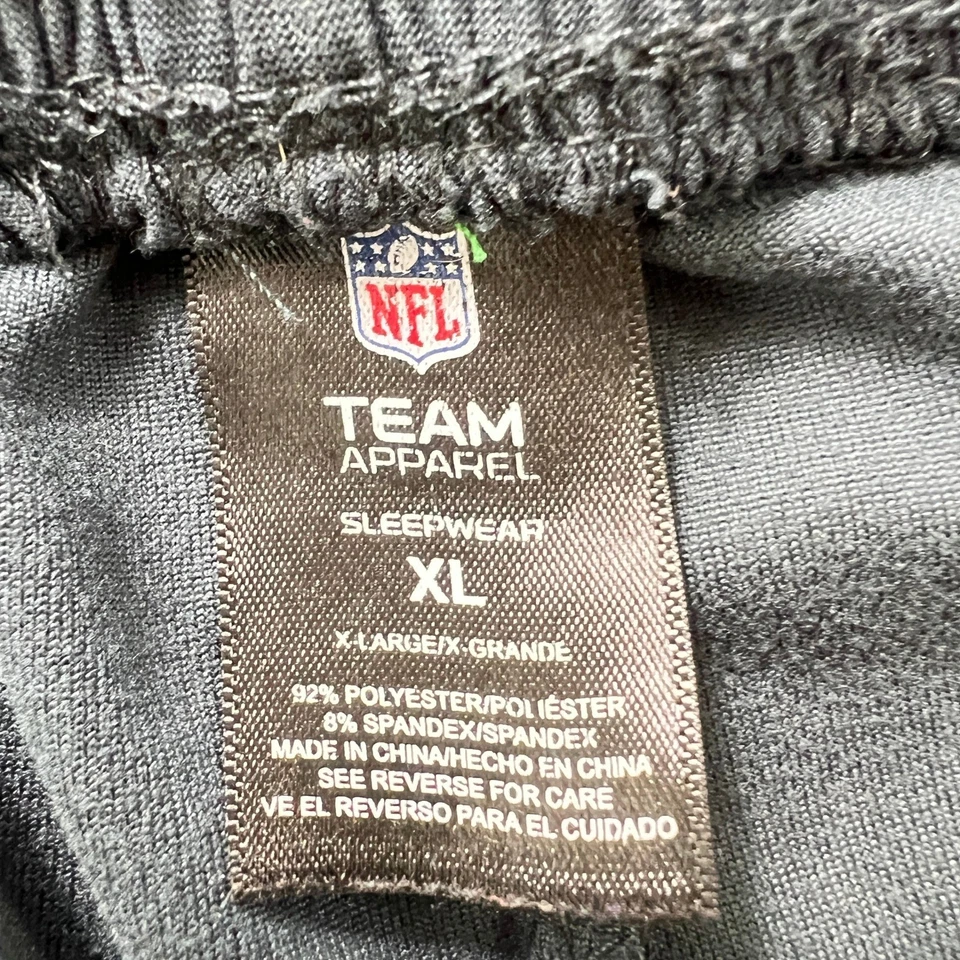 NFL
TEAM
APPAREL
SLEEPWEAR
XL
X-LARGE/X-GRANDE
92% POLYESTER/POLIÉSTER
8% SPANDEX/SPANDEX
MADE IN CHINA/HECHO EN CHINA
SEE REVERSE FOR CARE
VE EL REVERSO PARA EL CUIDADO